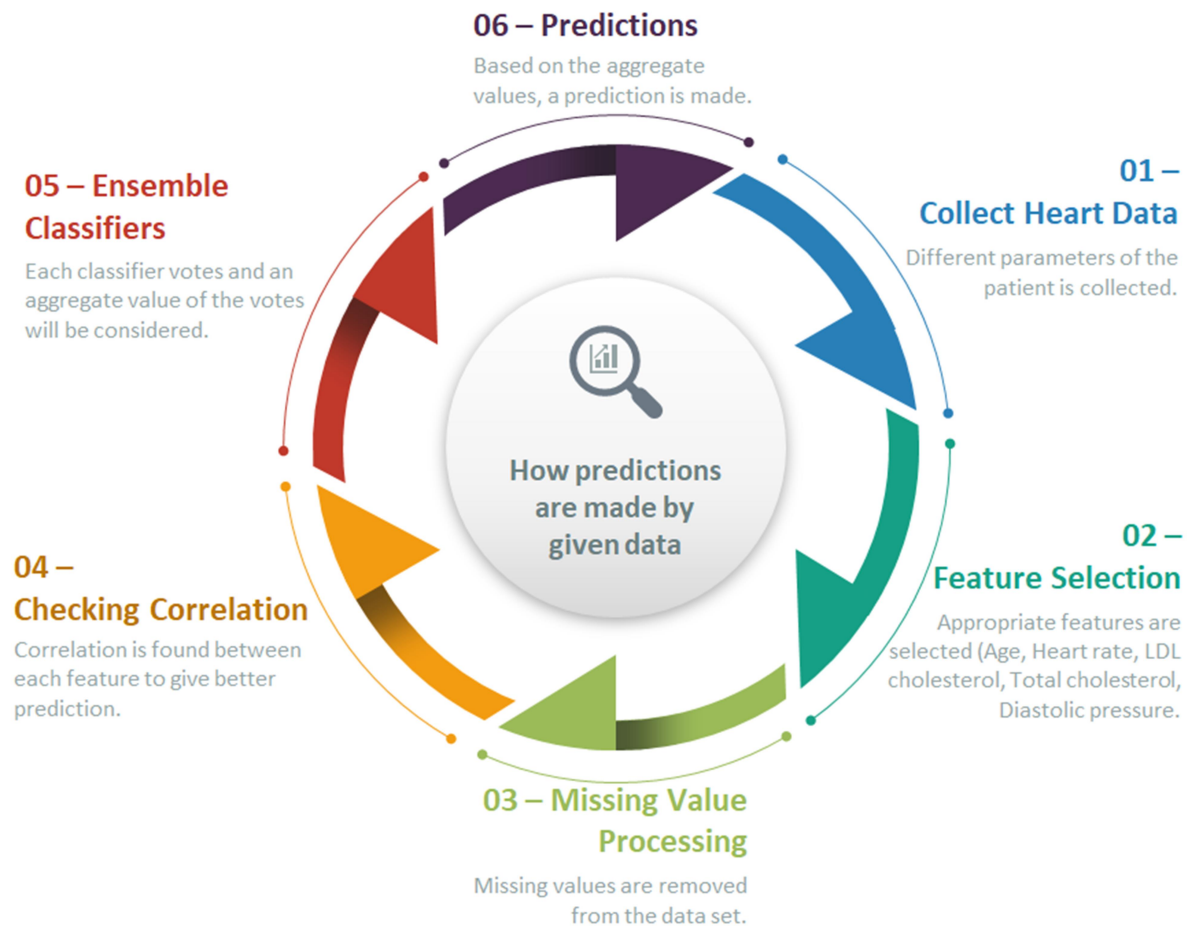 06 – Predictions
Based on the aggregate
values, a prediction is made.
01 –
Collect Heart Data
Different parameters of the
patient is collected.
02 –
Feature Selection
Appropriate features are
selected (Age, Heart rate, LDL
cholesterol, Total cholesterol,
Diastolic pressure.
03 – Missing Value
Processing
Missing values are removed
from the data set.
04 –
Checking Correlation
Correlation is found between
each feature to give better
prediction.
05 – Ensemble
Classifiers
Each classifier votes and an
aggregate value of the votes
will be considered.
How predictions
are made by
given data